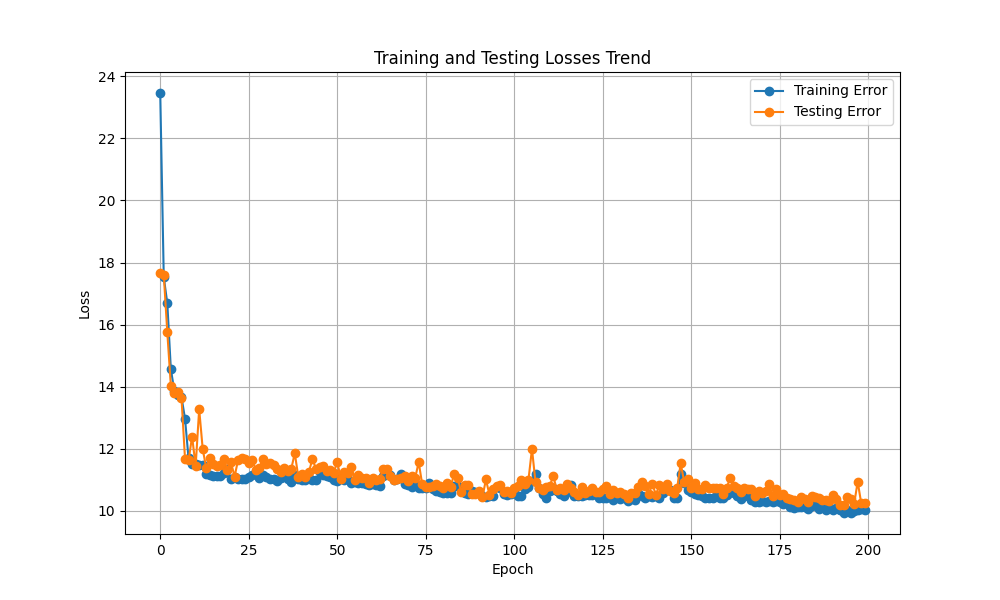 Training and Testing Losses Trend
Training Error
Testing Error
24
22
20
18
16
14
12
10
Loss
0 25 50 75 100 125 150 175 200
Epoch